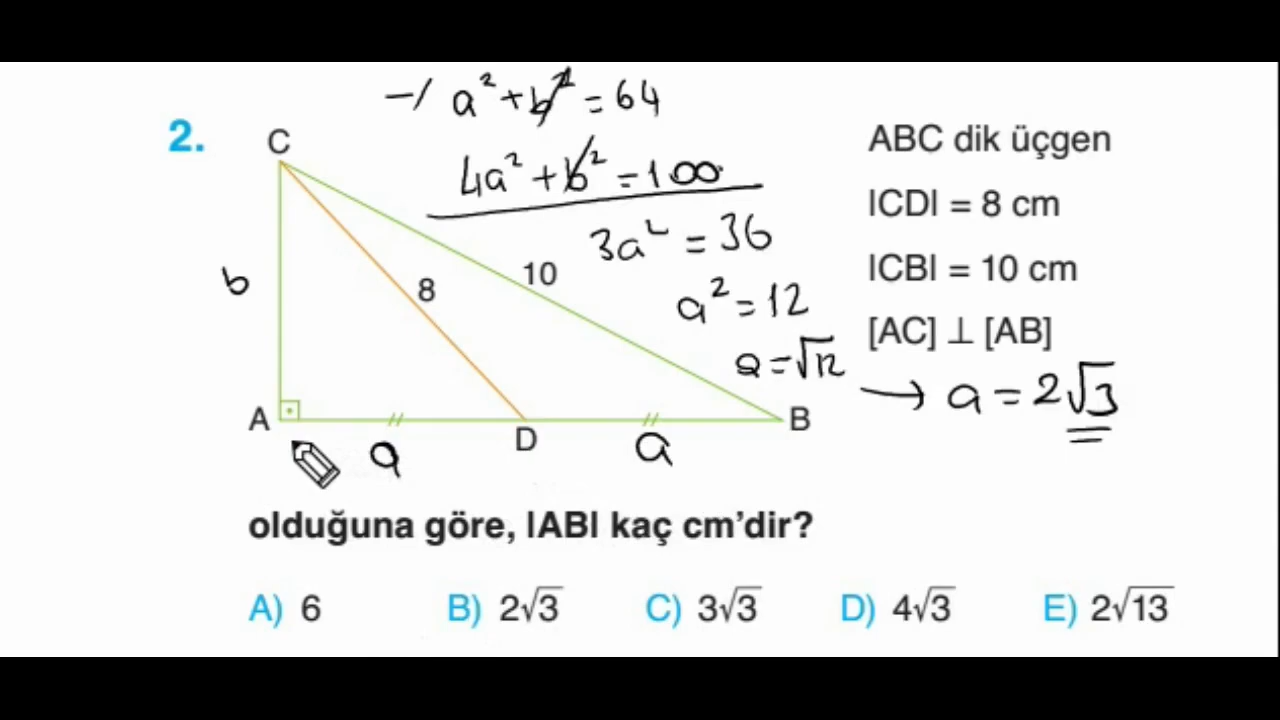 -/ a² + b² = 64
2.
C
ABC dik üçgen
4a² + b² = 100
|CD| = 8 cm
3a² = 36
b
8
10
|CB| = 10 cm
a² = 12
[AC] ⊥ [AB]
a = √12
→ a = 2√3
A
D
B
a
a
olduğuna göre, |AB| kaç cm'dir?
A) 6 B) 2√3 C) 3√3 D) 4√3 E) 2√13